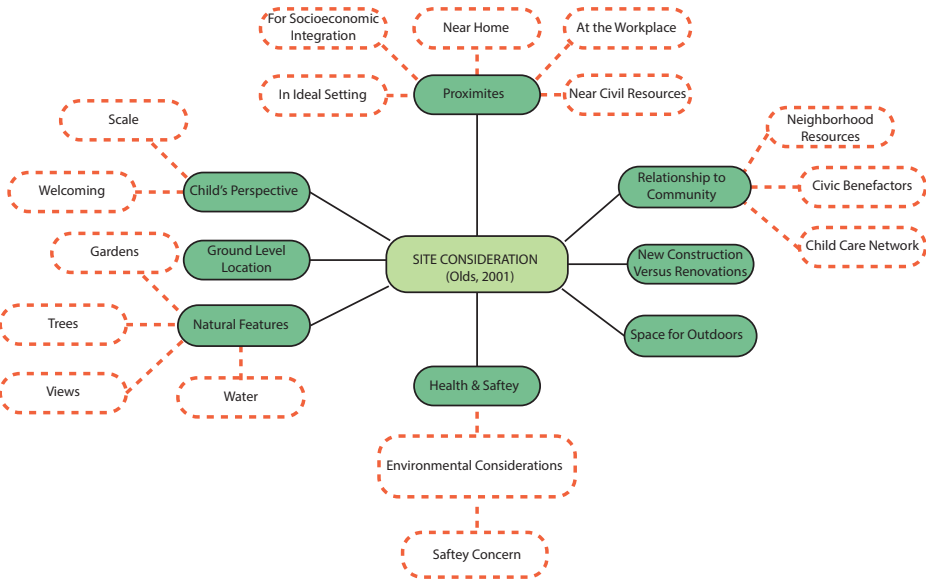 For Socioeconomic
Integration
Near Home
At the Workplace
In Ideal Setting
Proximites
Near Civil Resources
Scale
Neighborhood
Resources
Welcoming
Child's Perspective
Relationship to
Community
Civic Benefactors
Gardens
Ground Level
Location
SITE CONSIDERATION
(Olds, 2001)
New Construction
Versus Renovations
Child Care Network
Trees
Natural Features
Space for Outdoors
Views
Water
Health & Saftey
Environmental Considerations
Saftey Concern